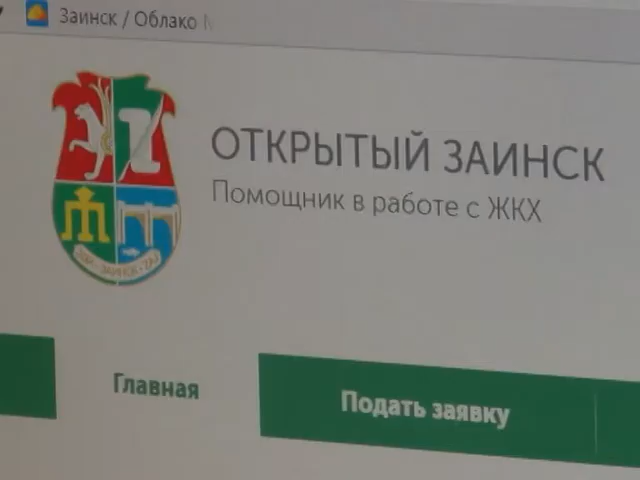 Заинск / Облако
ОТКРЫТЫЙ ЗАИНСК
Помощник в работе с ЖКХ
Главная
Подать заявку